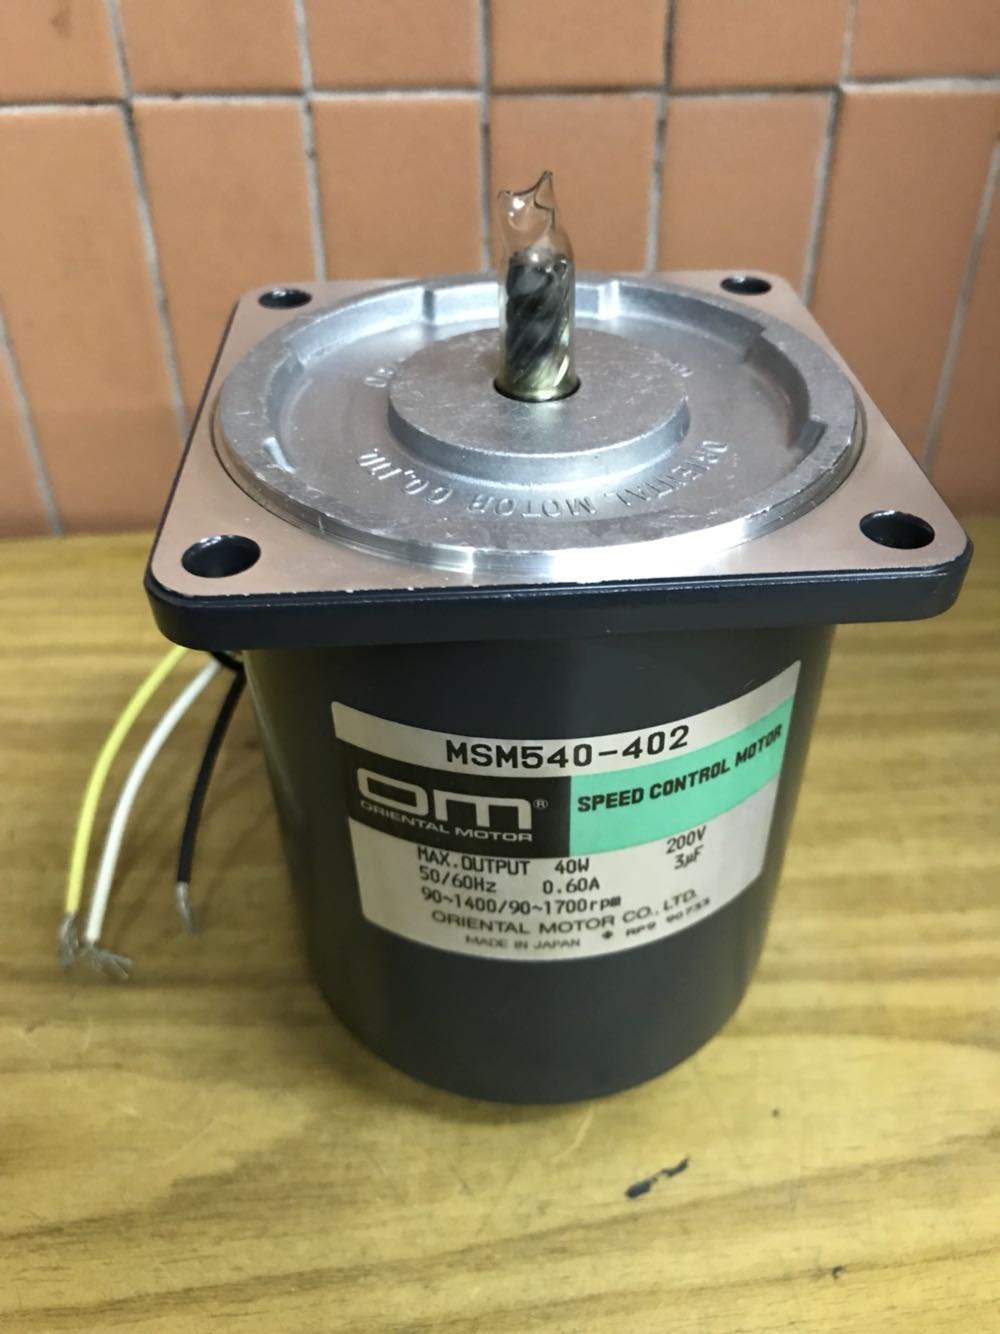 ORIENTAL MOTOR CO.,LTD.
MSM540-402
om®
ORIENTAL MOTOR
SPEED CONTROL MOTOR
MAX.OUTPUT 40W 200V
50/60Hz 0.60A 3µF
90~1400/90~1700rpm
ORIENTAL MOTOR CO., LTD.
MADE IN JAPAN * RP9 90733